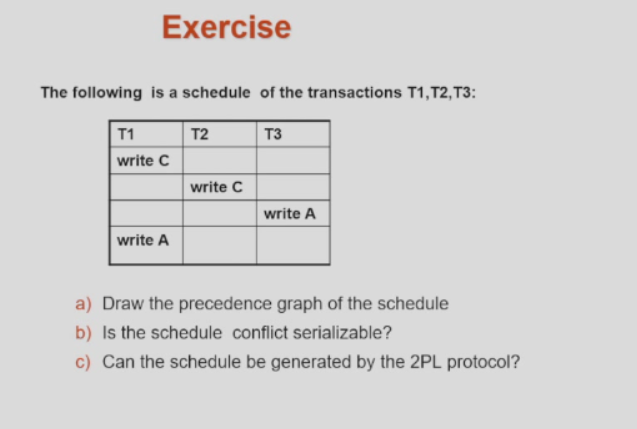 Exercise
The following is a schedule of the transactions T1,T2,T3:
T1 T2 T3
write C
write C
write A
write A
a) Draw the precedence graph of the schedule
b) Is the schedule conflict serializable?
c) Can the schedule be generated by the 2PL protocol?